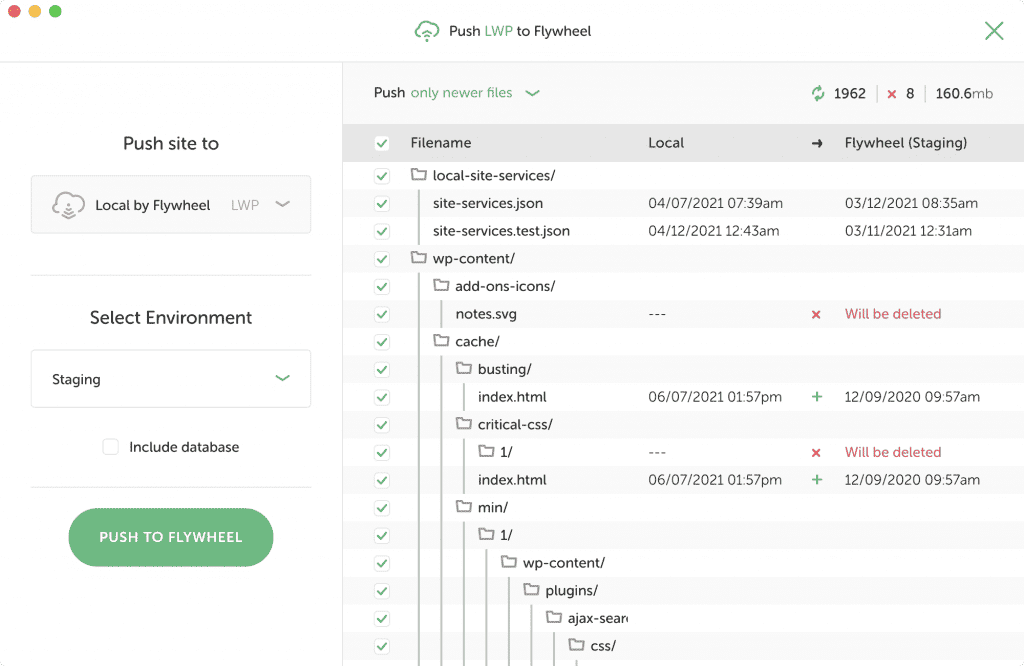 Push LWP to Flywheel
Push site to
Local by Flywheel LWP
Select Environment
Staging
Include database
PUSH TO FLYWHEEL
Push only newer files 1962 8 160.6mb
Filename Local → Flywheel (Staging)
local-site-services/
site-services.json 04/07/2021 07:39am 03/12/2021 08:35am
site-services.test.json 04/12/2021 12:43am 03/11/2021 12:31am
wp-content/
add-ons-icons/
notes.svg --- × Will be deleted
cache/
busting/
index.html 06/07/2021 01:57pm + 12/09/2020 09:57am
critical-css/
1/ --- × Will be deleted
index.html 06/07/2021 01:57pm + 12/09/2020 09:57am
min/
1/
wp-content/
plugins/
ajax-sear
css/